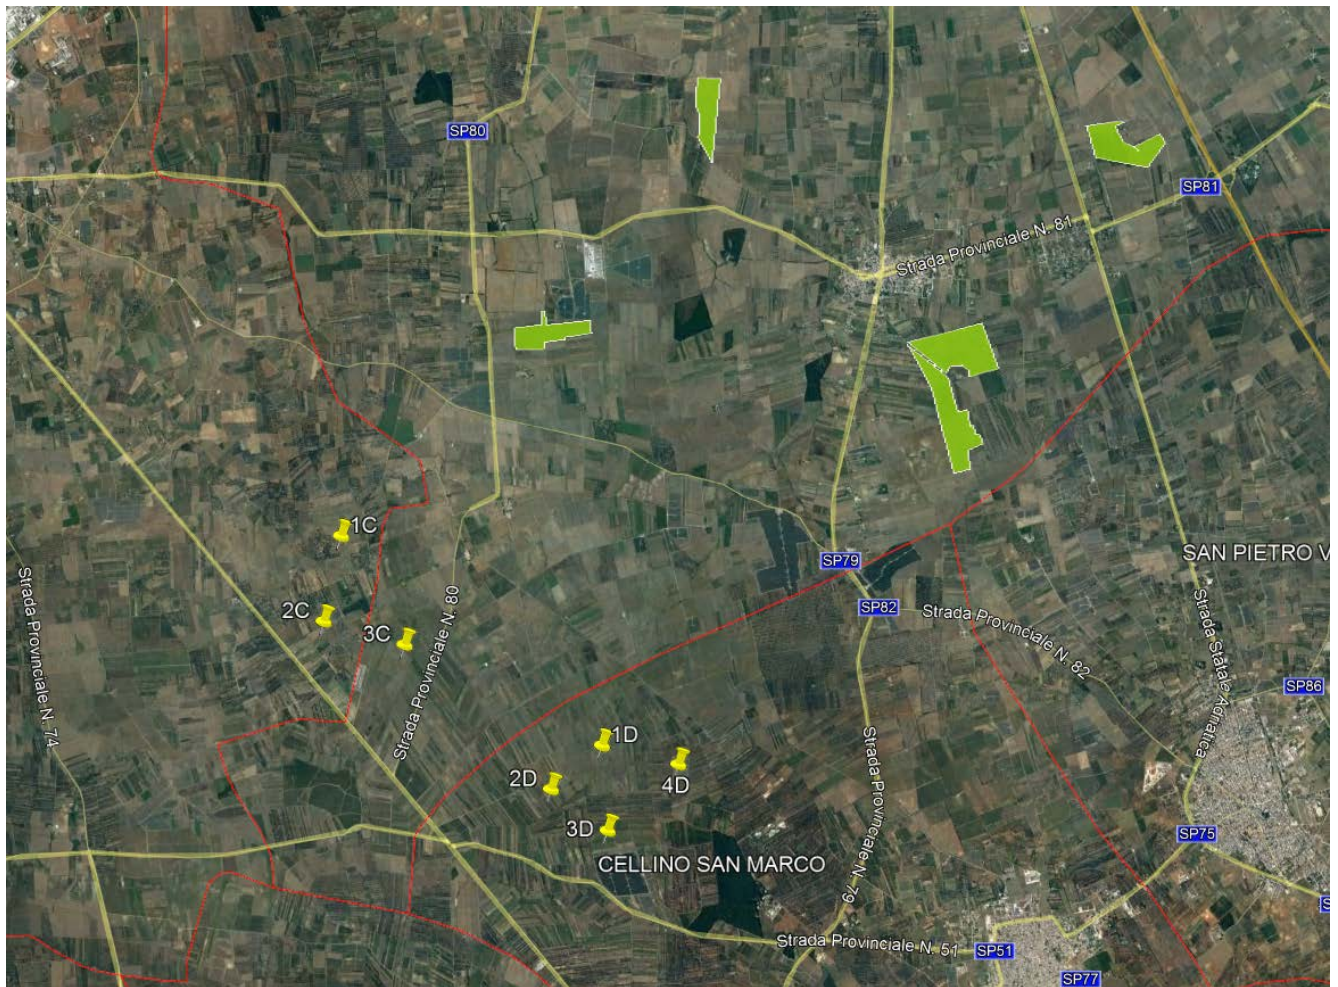 SP80
SP81
Strada Provinciale N. 81
1C
SP79
SAN PIETRO V
2C
3C
SP82
Strada Provinciale N. 82
Strada Provinciale N. 74
Strada Provinciale N. 80
Strada Statale Adriatica
SP86
1D
2D
4D
3D
Strada Provinciale N. 79
SP75
CELLINO SAN MARCO
S
Strada Provinciale N. 51
SP51
SP77